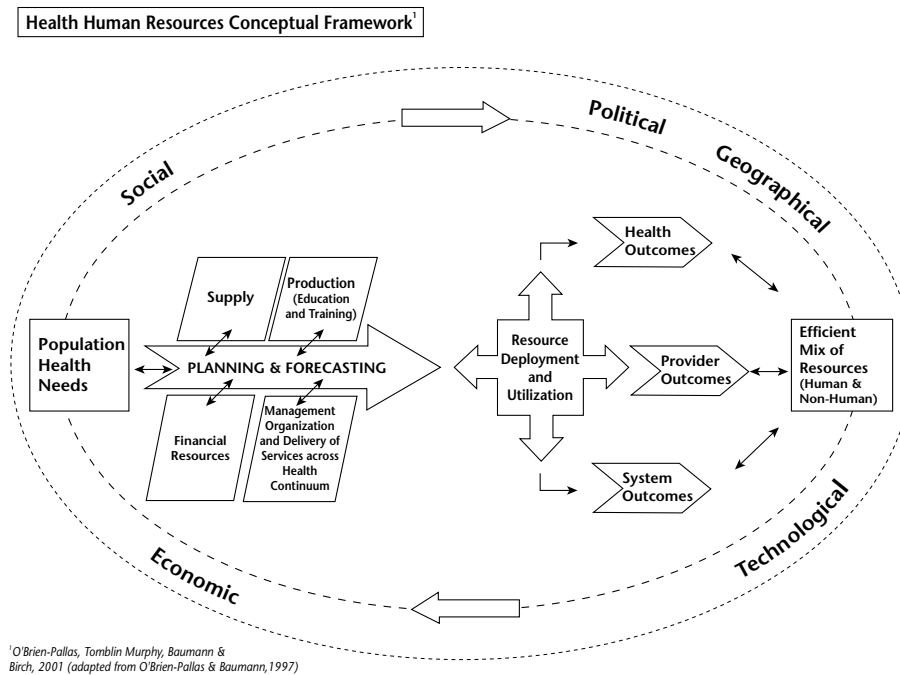 Health Human Resources Conceptual Framework¹
Political
Geographical
Social
Health
Outcomes
Supply
Production
(Education
and Training)
Population
Health
Needs
PLANNING & FORECASTING
Resource
Deployment
and
Utilization
Provider
Outcomes
Efficient
Mix of
Resources
(Human &
Non-Human)
Financial
Resources
Management
Organization
and Delivery of
Services across
Health
Continuum
System
Outcomes
Technological
Economic
¹O'Brien-Pallas, Tomblin Murphy, Baumann &
Birch, 2001 (adapted from O'Brien-Pallas & Baumann,1997)